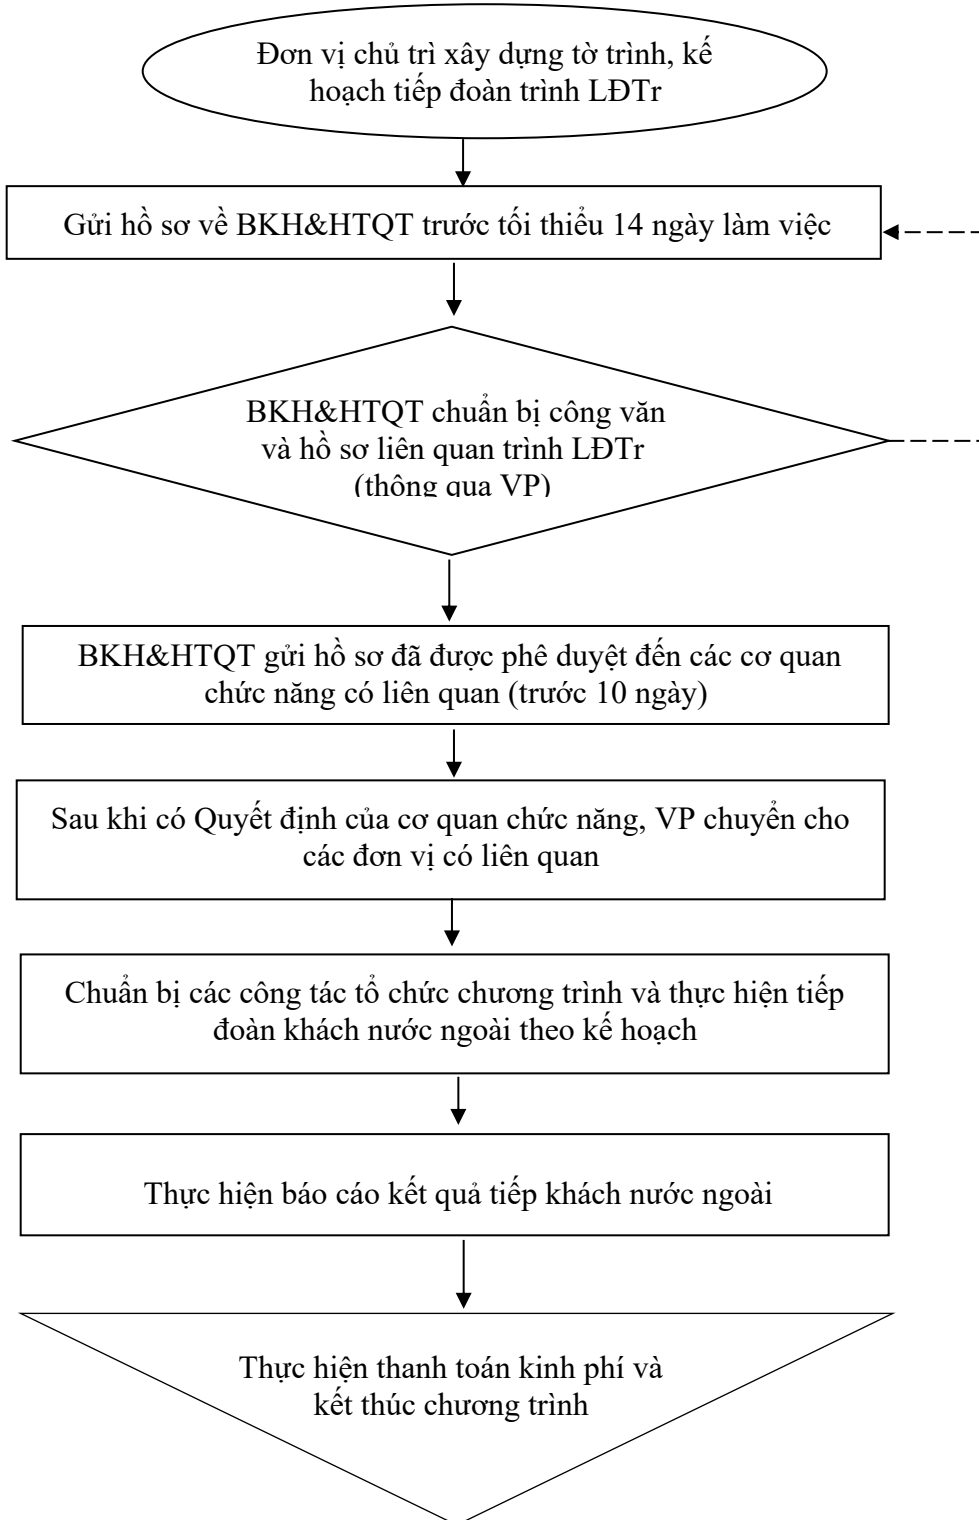 Đơn vị chủ trì xây dựng tờ trình, kế
hoạch tiếp đoàn trình LĐTr
Gửi hồ sơ về BKH&HTQT trước tối thiểu 14 ngày làm việc
BKH&HTQT chuẩn bị công văn
và hồ sơ liên quan trình LĐTr
(thông qua VP)
BKH&HTQT gửi hồ sơ đã được phê duyệt đến các cơ quan
chức năng có liên quan (trước 10 ngày)
Sau khi có Quyết định của cơ quan chức năng, VP chuyển cho
các đơn vị có liên quan
Chuẩn bị các công tác tổ chức chương trình và thực hiện tiếp
đoàn khách nước ngoài theo kế hoạch
Thực hiện báo cáo kết quả tiếp khách nước ngoài
Thực hiện thanh toán kinh phí và
kết thúc chương trình